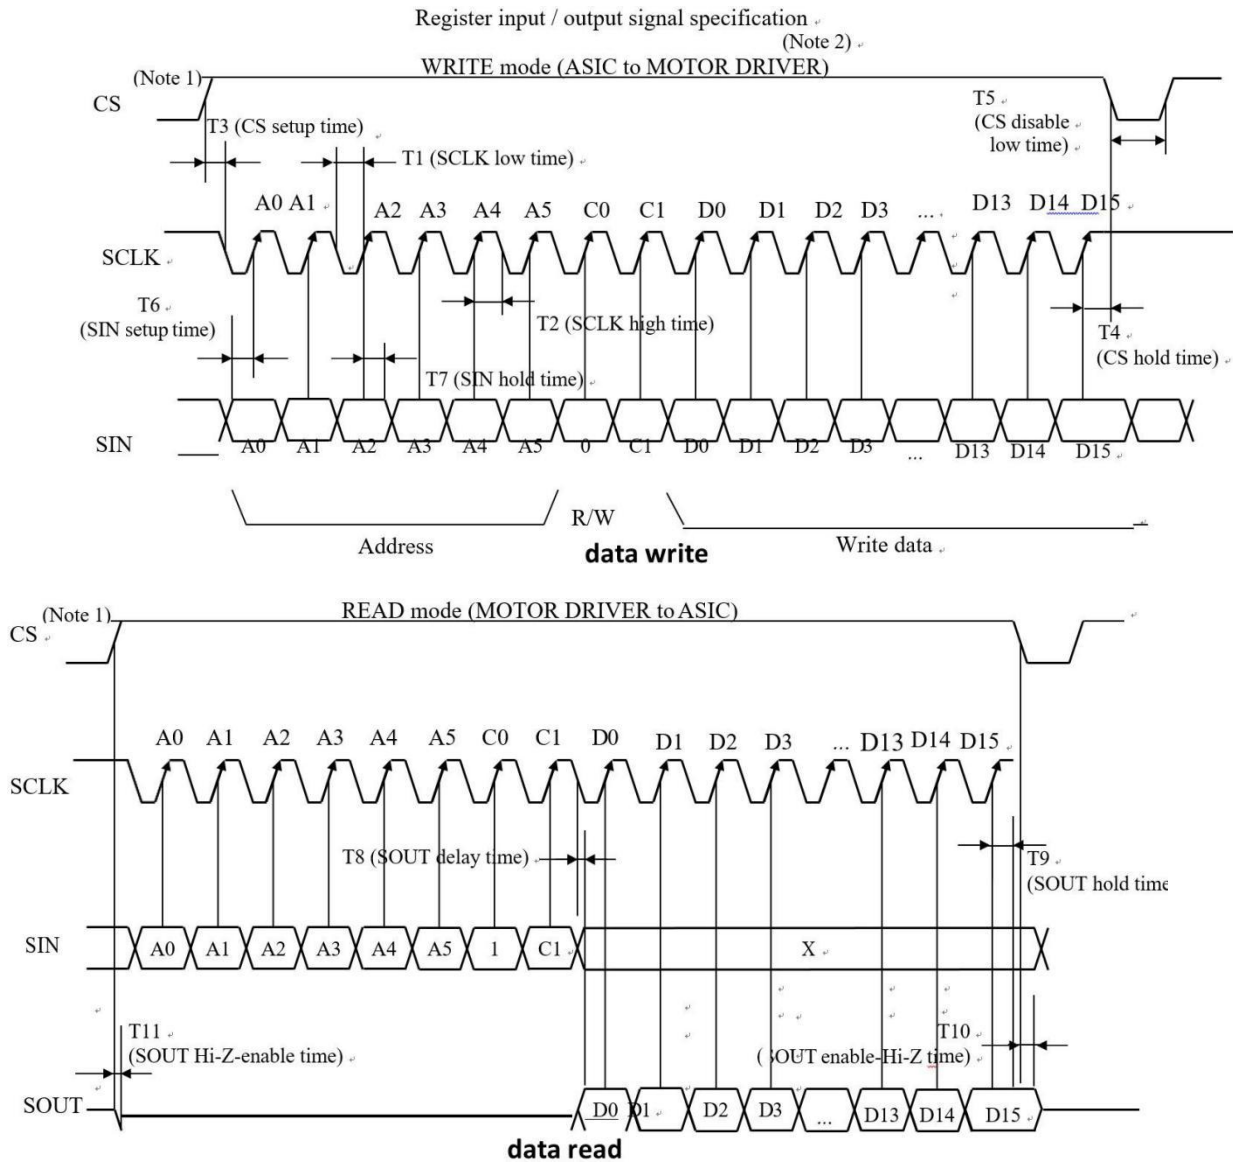 Register input / output signal specification
(Note 2)
(Note 1)
WRITE mode (ASIC to MOTOR DRIVER)
CS
T3 (CS setup time)
T5
(CS disable
low time)
T1 (SCLK low time)
A0 A1 A2 A3 A4 A5 C0 C1 D0 D1 D2 D3 ... D13 D14 D15
SCLK
T6
(SIN setup time)
T2 (SCLK high time)
T4
(CS hold time)
T7 (SIN hold time)
SIN
A0 A1 A2 A3 A4 A5 0 C1 D0 D1 D2 D3 ... D13 D14 D15
R/W
Address
data write
Write data
(Note 1)
READ mode (MOTOR DRIVER to ASIC)
CS
A0 A1 A2 A3 A4 A5 C0 C1 D0 D1 D2 D3 ... D13 D14 D15
SCLK
T8 (SOUT delay time)
T9
(SOUT hold time
SIN
A0 A1 A2 A3 A4 A5 1 C1 X
T11
(SOUT Hi-Z-enable time)
T10
(SOUT enable-Hi-Z time)
SOUT
D0 D1 D2 D3 ... D13 D14 D15
data read